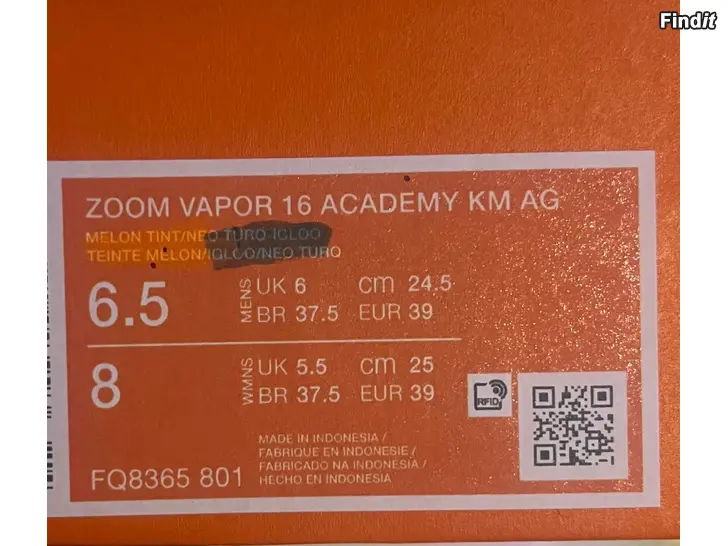 Findit
ZOOM VAPOR 16 ACADEMY KM AG
MELON TINT/NEO TURQ-IGLOO
TEINTE MELON/IGLOO/NEO TURQ
6.5 MENS UK 6 cm 24.5
BR 37.5 EUR 39
8 WMNS UK 5.5 cm 25
BR 37.5 EUR 39
RFID
MADE IN INDONESIA /
FABRIQUE EN INDONESIE /
FABRICADO NA INDONESIA /
HECHO EN INDONESIA
FQ8365 801